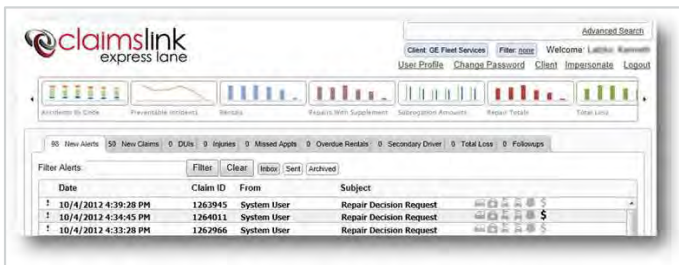 Advanced Search
claimslink
express lane
Client: GE Fleet Services Filter: none Welcome:
User Profile Change Password Client Impersonate Logout
Accidents By Code Preventable Incidents Rentals Repairs With Supplement Subrogation Amounts Repair Totals Total Loss
98 New Alerts 50 New Claims 0 DUIs 0 Injuries 0 Missed Appts 0 Overdue Rentals 0 Secondary Driver 0 Total Loss 0 Followups
Filter Alerts: Filter Clear Inbox Sent Archived
Date Claim ID From Subject
! 10/4/2012 4:39:28 PM 1263945 System User Repair Decision Request $
! 10/4/2012 4:34:45 PM 1264011 System User Repair Decision Request $
! 10/4/2012 4:33:28 PM 1262966 System User Repair Decision Request $